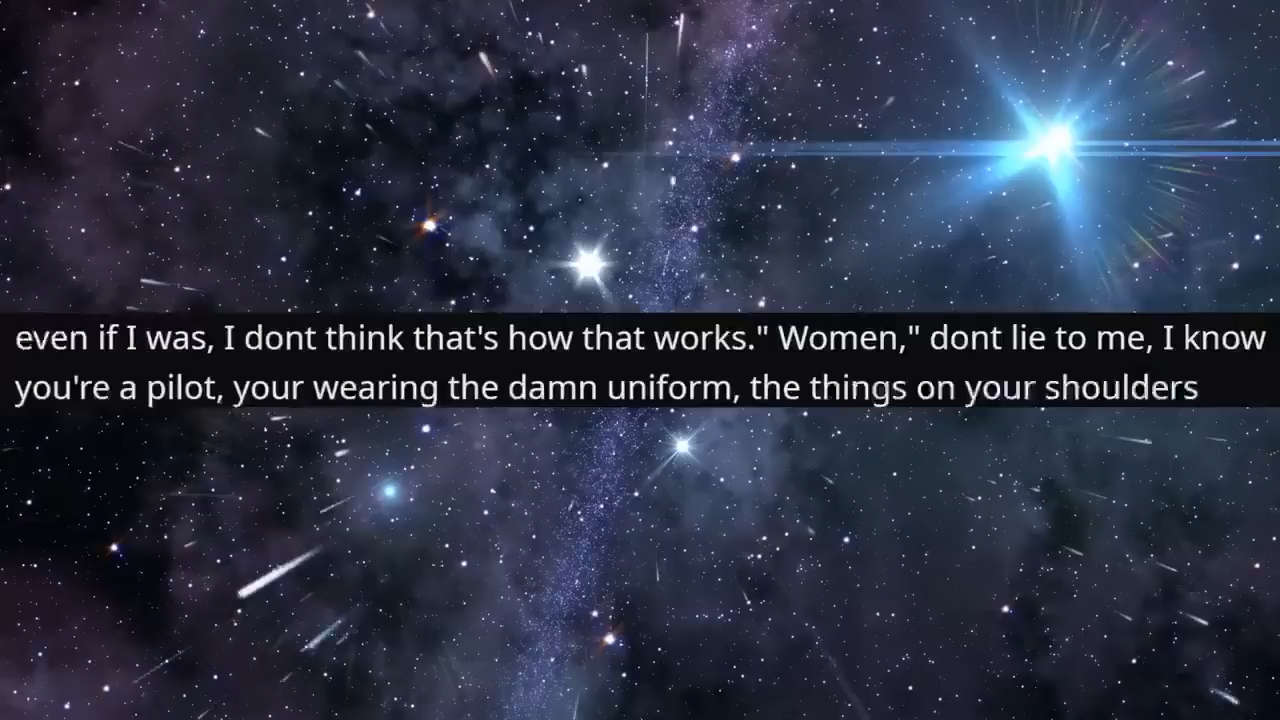 even if I was, I dont think that's how that works." Women," dont lie to me, I know
you're a pilot, your wearing the damn uniform, the things on your shoulders